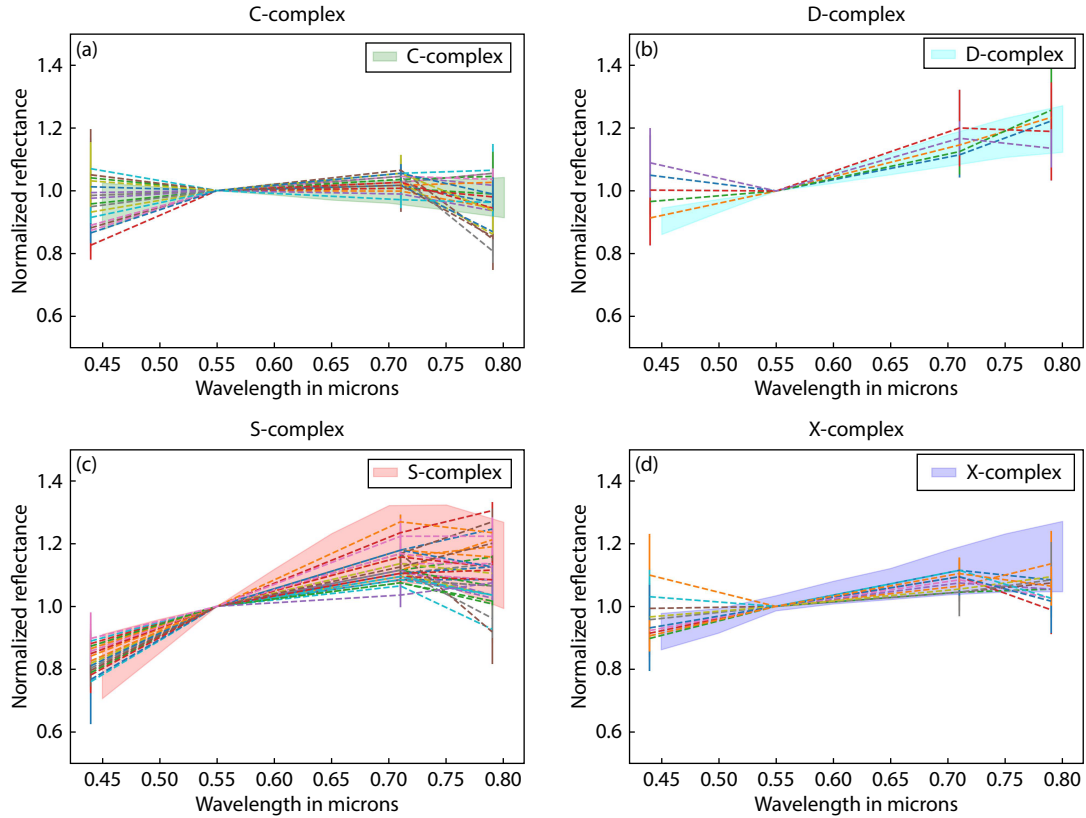 C-complex
(a)
C-complex
1.4
1.2
1.0
0.8
0.6
Normalized reflectance
0.45 0.50 0.55 0.60 0.65 0.70 0.75 0.80
Wavelength in microns
D-complex
(b)
D-complex
1.4
1.2
1.0
0.8
0.6
Normalized reflectance
0.45 0.50 0.55 0.60 0.65 0.70 0.75 0.80
Wavelength in microns
S-complex
(c)
S-complex
1.4
1.2
1.0
0.8
0.6
Normalized reflectance
0.45 0.50 0.55 0.60 0.65 0.70 0.75 0.80
Wavelength in microns
X-complex
(d)
X-complex
1.4
1.2
1.0
0.8
0.6
Normalized reflectance
0.45 0.50 0.55 0.60 0.65 0.70 0.75 0.80
Wavelength in microns